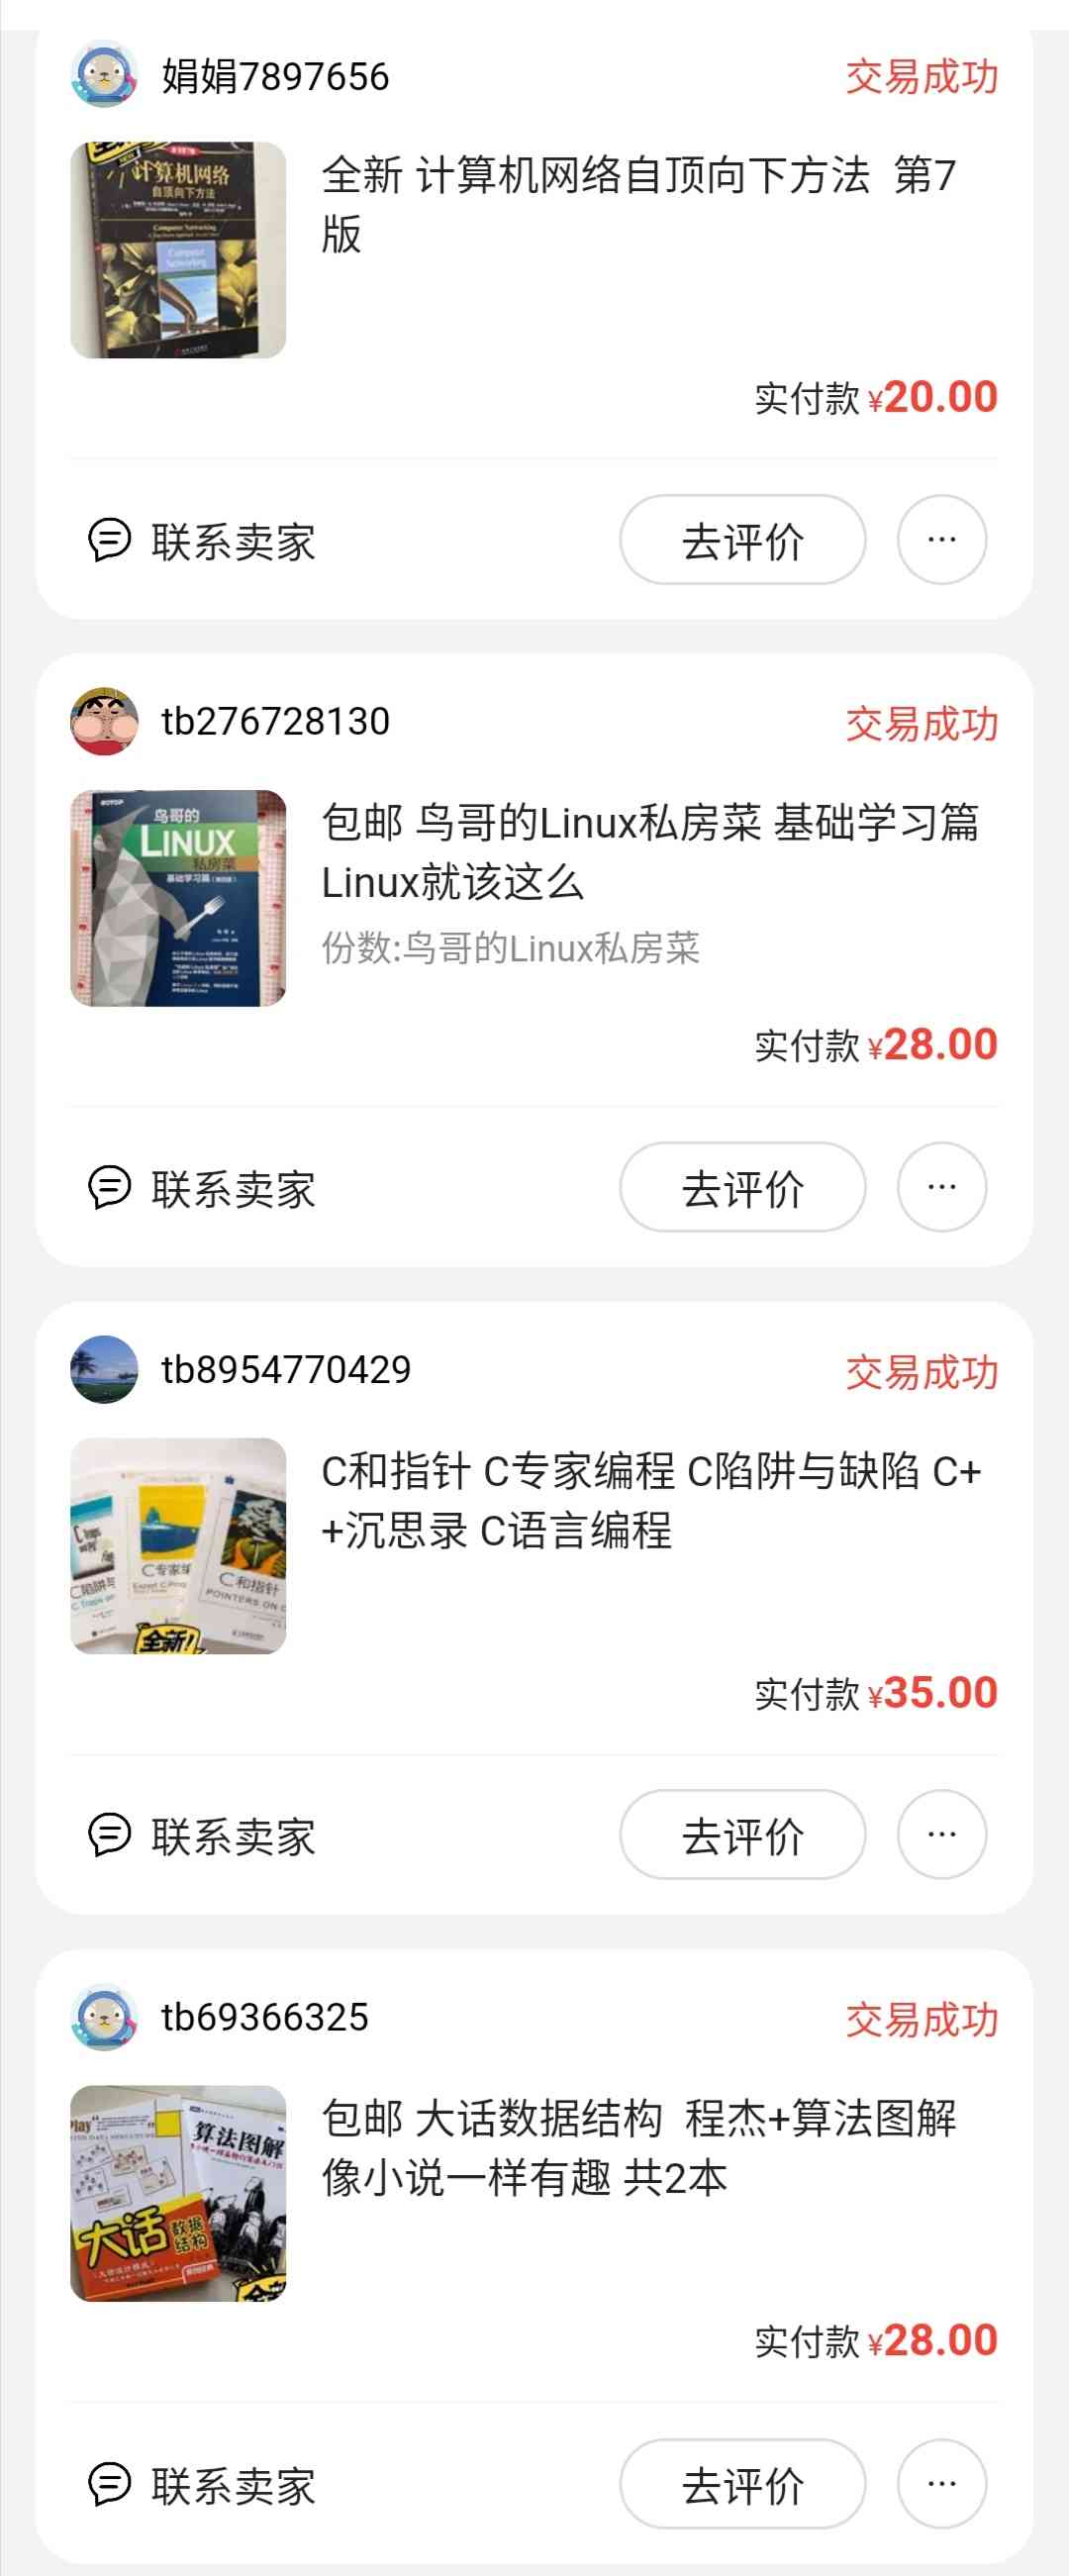 娟娟7897656
交易成功
计算机网络
自顶向下方法
Computer Networking
Computer
Networking
全新 计算机网络自顶向下方法 第7
版
实付款 ¥20.00
联系卖家
去评价
...
tb276728130
交易成功
鸟哥的
LINUX
私房菜
基础学习篇
包邮 鸟哥的Linux私房菜 基础学习篇
Linux就该这么
份数:鸟哥的Linux私房菜
实付款 ¥28.00
联系卖家
去评价
...
tb8954770429
交易成功
C专家编
C和指针
POINTERS ON C
C陷阱与
全新!
C和指针 C专家编程 C陷阱与缺陷 C+
+沉思录 C语言编程
实付款 ¥35.00
联系卖家
去评价
...
tb69366325
交易成功
Play
算法图解
大话
数据
结构
包邮 大话数据结构 程杰+算法图解
像小说一样有趣 共2本
实付款 ¥28.00
联系卖家
去评价
...